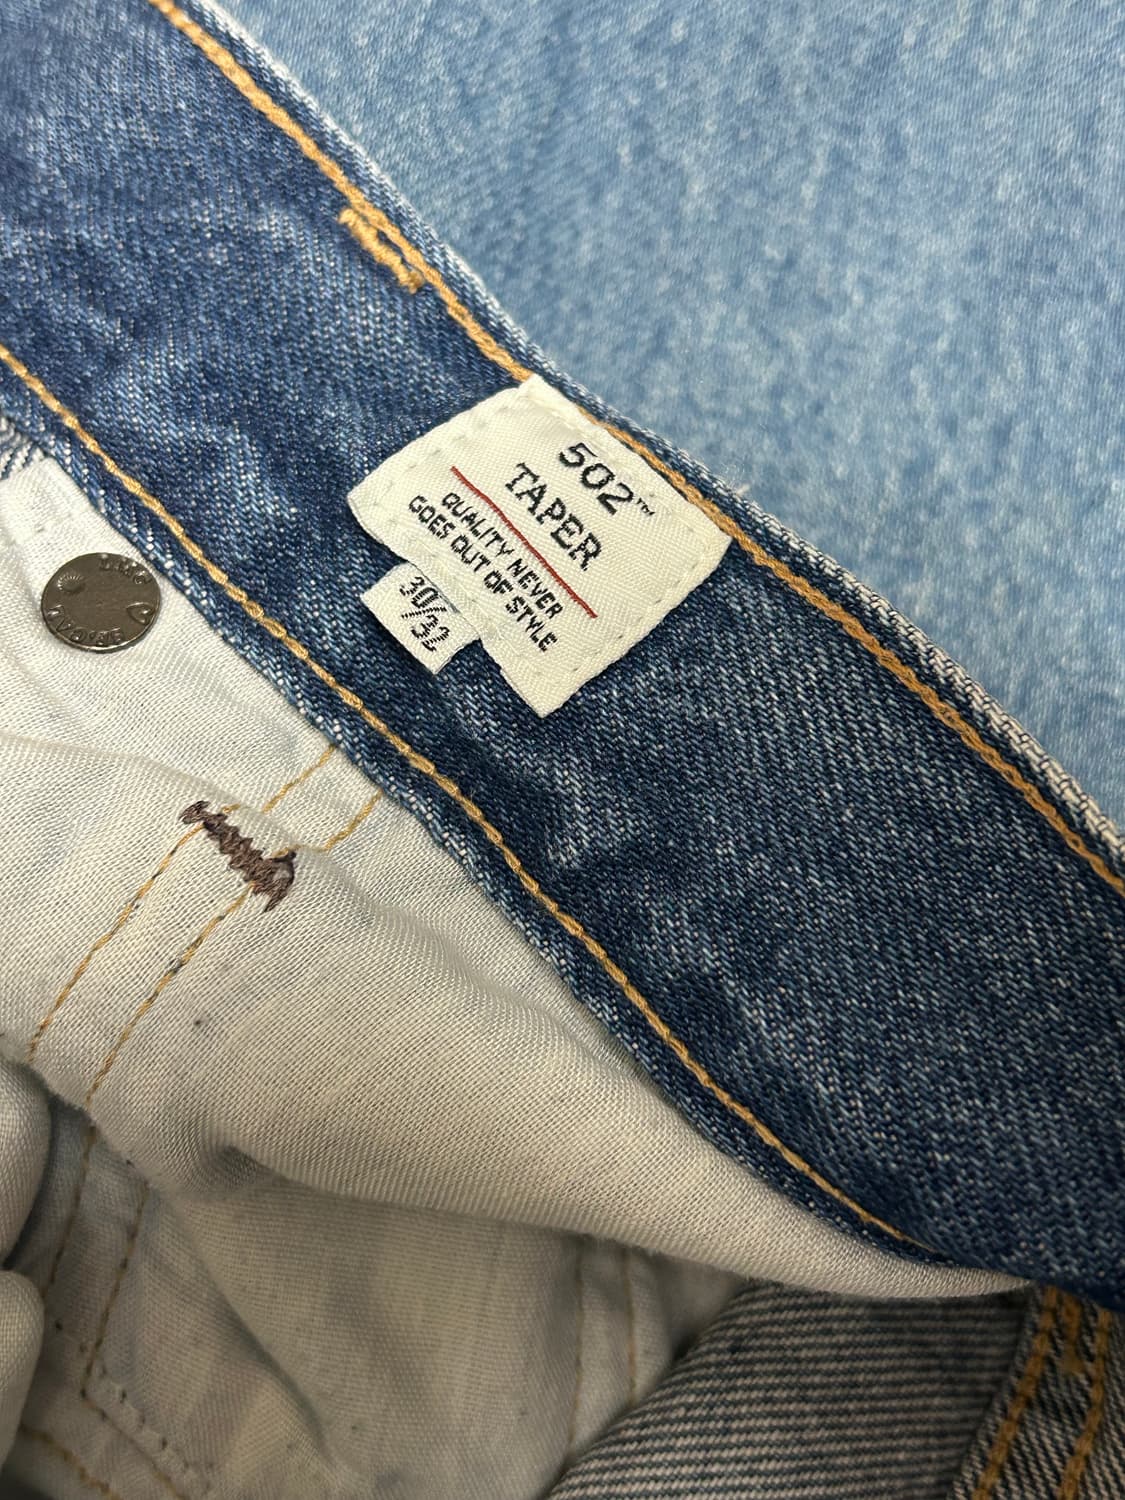 502™
TAPER
QUALITY NEVER
GOES OUT OF STYLE
30/32